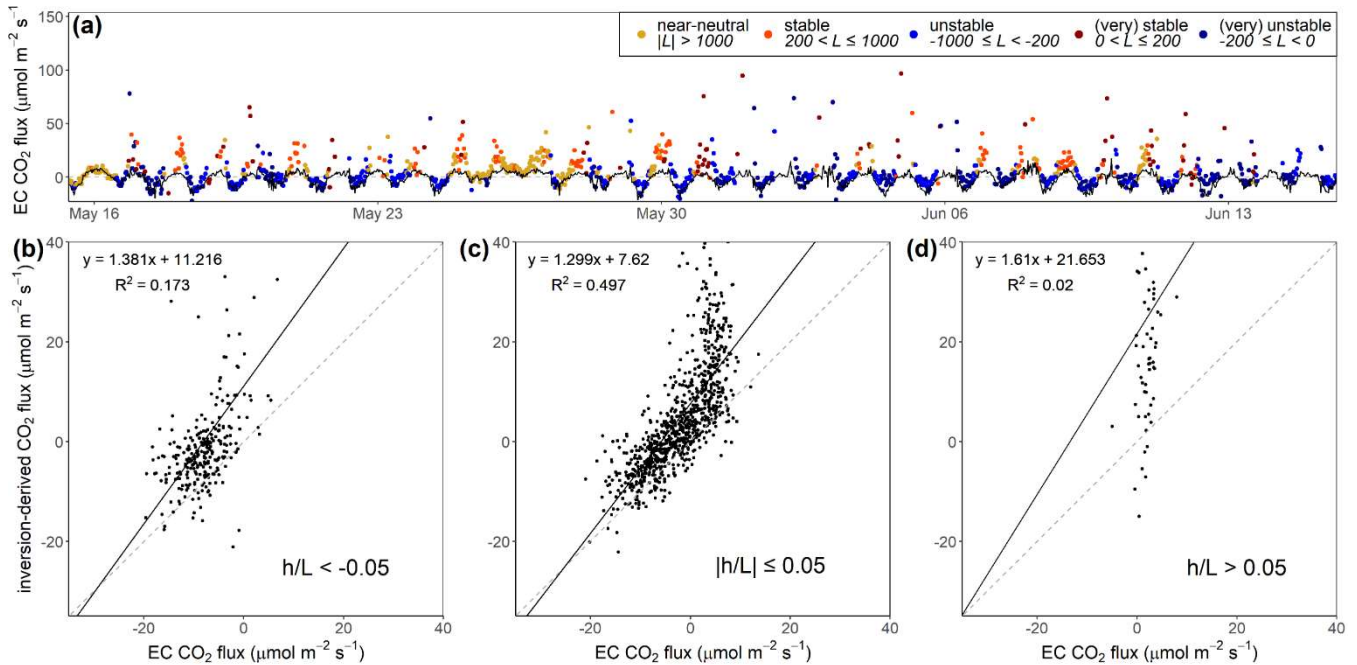 (a)
EC CO₂ flux (μmol m⁻² s⁻¹)
150
100
50
0
near-neutral
|L| > 1000
stable
200 < L ≤ 1000
unstable
-1000 ≤ L < -200
(very) stable
0 < L ≤ 200
(very) unstable
-200 ≤ L < 0
May 16
May 23
May 30
Jun 06
Jun 13
(b)
inversion-derived CO₂ flux (μmol m⁻² s⁻¹)
40
20
0
-20
y = 1.381x + 11.216
R² = 0.173
h/L < -0.05
-20
0
20
40
EC CO₂ flux (μmol m⁻² s⁻¹)
(c)
40
20
0
-20
y = 1.299x + 7.62
R² = 0.497
|h/L| ≤ 0.05
-20
0
20
40
EC CO₂ flux (μmol m⁻² s⁻¹)
(d)
40
20
0
-20
y = 1.61x + 21.653
R² = 0.02
h/L > 0.05
-20
0
20
40
EC CO₂ flux (μmol m⁻² s⁻¹)